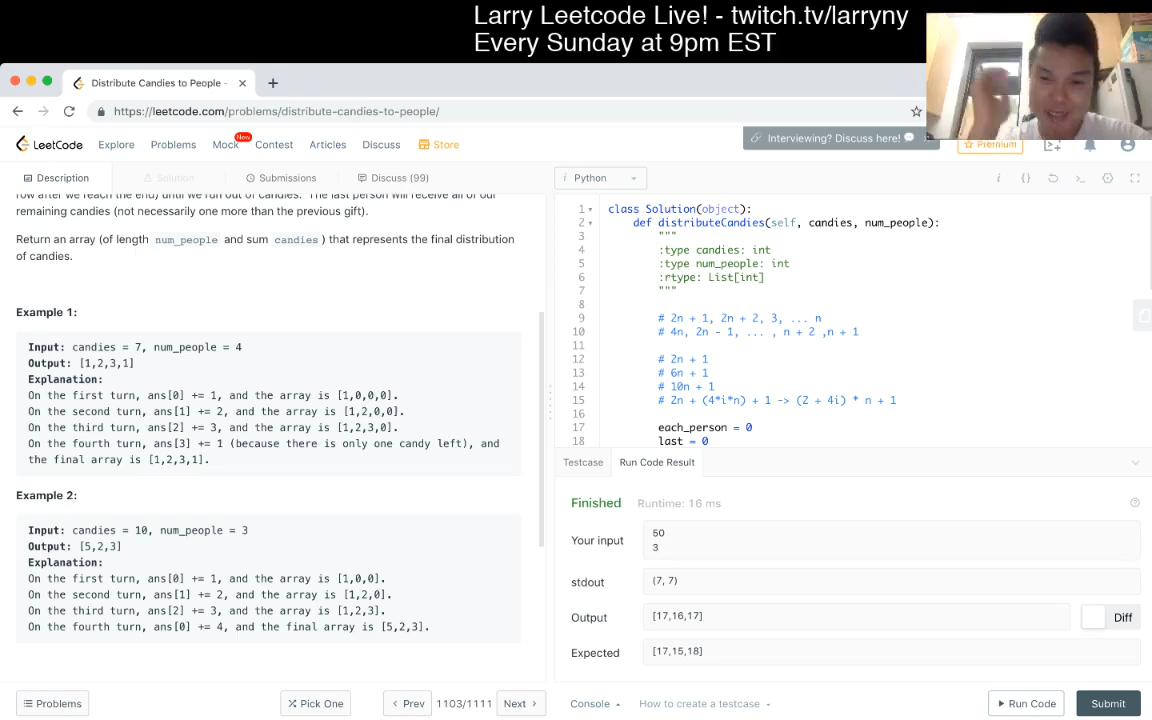 Larry Leetcode Live! - twitch.tv/larryny
Every Sunday at 9pm EST
Distribute Candies to People -
https://leetcode.com/problems/distribute-candies-to-people/
LeetCode Explore Problems Mock New Contest Articles Discuss Store
Interviewing? Discuss here!
Premium
Description Solution Submissions Discuss (99)
i Python
row after we reach the end) until we run out of candies. The last person will receive all of our
remaining candies (not necessarily one more than the previous gift).
Return an array (of length num_people and sum candies ) that represents the final distribution
of candies.
Example 1:
Input: candies = 7, num_people = 4
Output: [1,2,3,1]
Explanation:
On the first turn, ans[0] += 1, and the array is [1,0,0,0].
On the second turn, ans[1] += 2, and the array is [1,2,0,0].
On the third turn, ans[2] += 3, and the array is [1,2,3,0].
On the fourth turn, ans[3] += 1 (because there is only one candy left), and
the final array is [1,2,3,1].
Example 2:
Input: candies = 10, num_people = 3
Output: [5,2,3]
Explanation:
On the first turn, ans[0] += 1, and the array is [1,0,0].
On the second turn, ans[1] += 2, and the array is [1,2,0].
On the third turn, ans[2] += 3, and the array is [1,2,3].
On the fourth turn, ans[0] += 4, and the final array is [5,2,3].
1 class Solution(object):
2 def distributeCandies(self, candies, num_people):
3 """
4 :type candies: int
5 :type num_people: int
6 :rtype: List[int]
7 """
8
9 # 2n + 1, 2n + 2, 3, ... n
10 # 4n, 2n - 1, ... , n + 2 ,n + 1
11
12 # 2n + 1
13 # 6n + 1
14 # 10n + 1
15 # 2n + (4*i*n) + 1 -> (2 + 4i) * n + 1
16
17 each_person = 0
18 last = 0
Testcase Run Code Result
Finished Runtime: 16 ms
Your input
50
3
stdout (7, 7)
Output [17,16,17] Diff
Expected [17,15,18]
Problems Pick One Prev 1103/1111 Next
Console How to create a testcase Run Code Submit